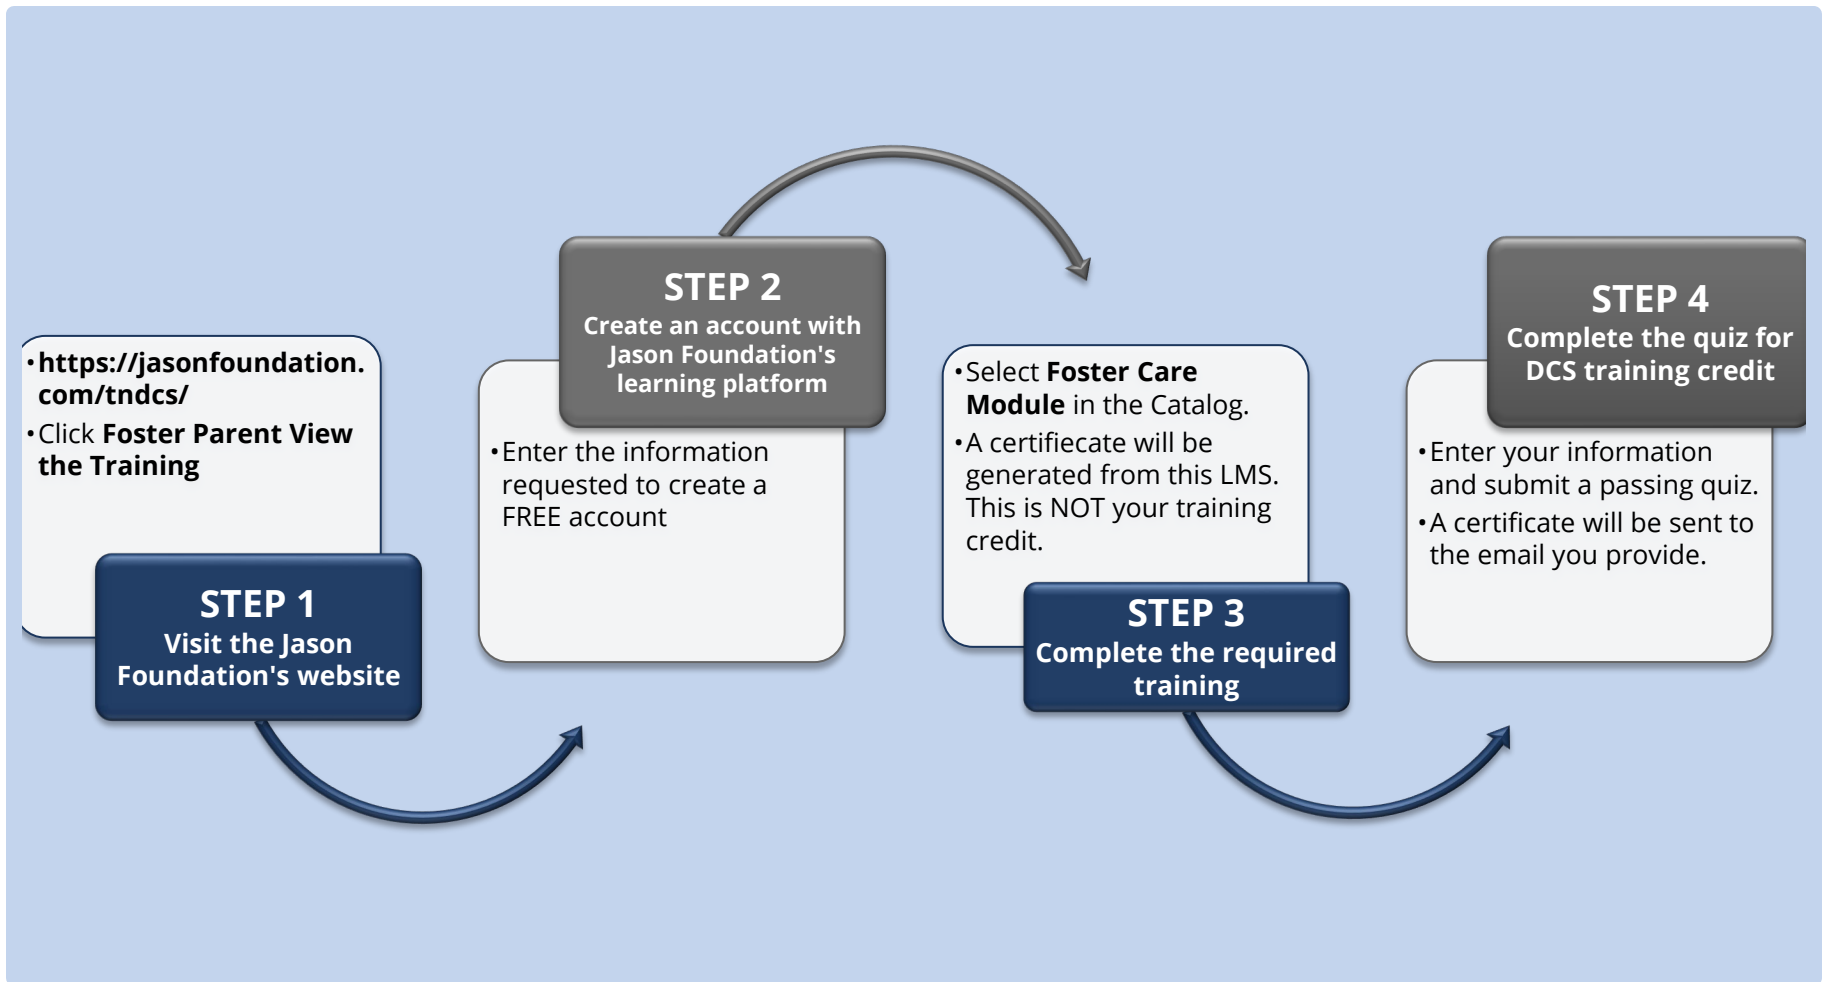 •https://jasonfoundation.
com/tndcs/
•Click Foster Parent View
the Training
STEP 1
Visit the Jason
Foundation's website
STEP 2
Create an account with
Jason Foundation's
learning platform
•Enter the information
requested to create a
FREE account
•Select Foster Care
Module in the Catalog.
•A certifiecate will be
generated from this LMS.
This is NOT your training
credit.
STEP 3
Complete the required
training
STEP 4
Complete the quiz for
DCS training credit
•Enter your information
and submit a passing quiz.
•A certificate will be sent to
the email you provide.